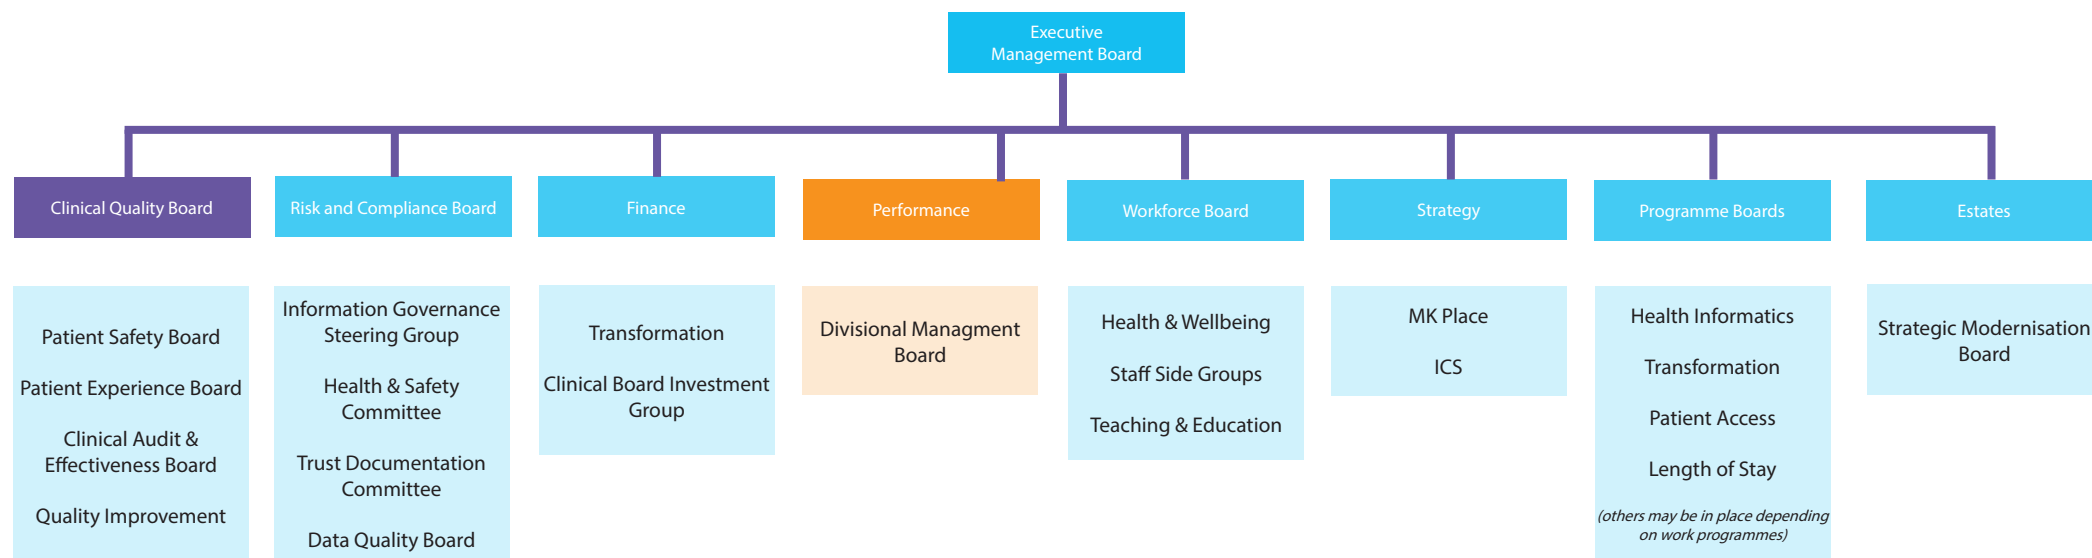 Executive
Management Board
Clinical Quality Board
Risk and Compliance Board
Finance
Performance
Workforce Board
Strategy
Programme Boards
Estates
Patient Safety Board
Patient Experience Board
Clinical Audit &
Effectiveness Board
Quality Improvement
Information Governance
Steering Group
Health & Safety
Committee
Trust Documentation
Committee
Data Quality Board
Transformation
Clinical Board Investment
Group
Divisional Managment
Board
Health & Wellbeing
Staff Side Groups
Teaching & Education
MK Place
ICS
Health Informatics
Transformation
Patient Access
Length of Stay
(others may be in place depending
on work programmes)
Strategic Modernisation
Board